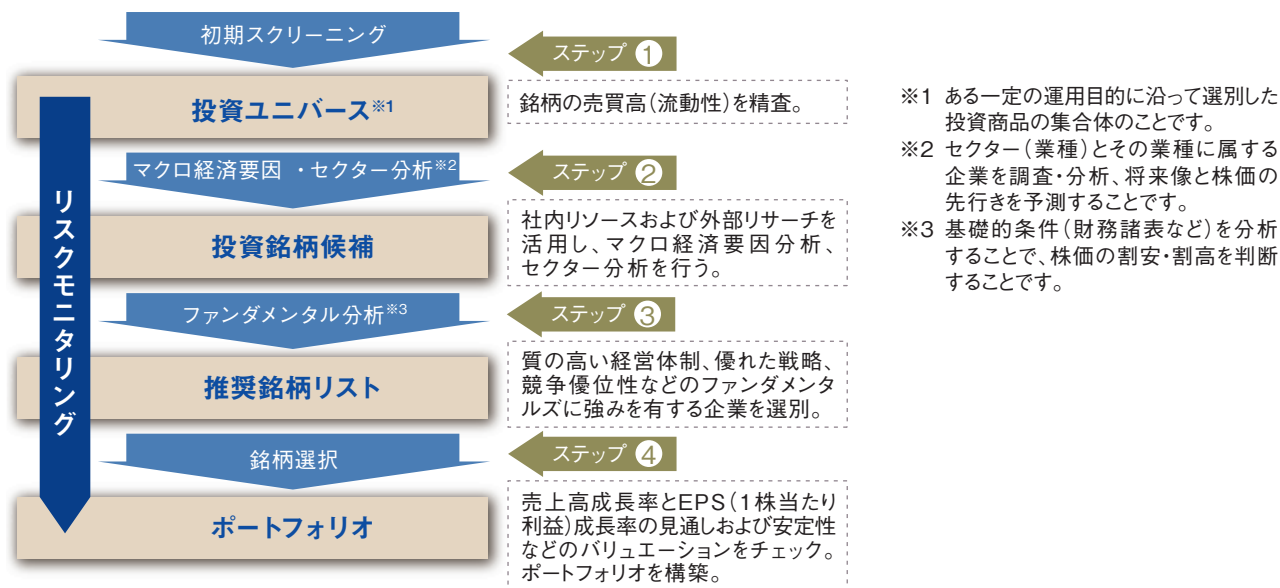 初期スクリーニング
ステップ 1
投資ユニバース※1
銘柄の売買高(流動性)を精査。
マクロ経済要因 ・セクター分析※2
ステップ 2
投資銘柄候補
社内リソースおよび外部リサーチを
活用し、マクロ経済要因分析、
セクター分析を行う。
ファンダメンタル分析※3
ステップ 3
推奨銘柄リスト
質の高い経営体制、優れた戦略、
競争優位性などのファンダメンタ
ルズに強みを有する企業を選別。
銘柄選択
ステップ 4
ポートフォリオ
売上高成長率とEPS(1株当たり
利益)成長率の見通しおよび安定性
などのバリュエーションをチェック。
ポートフォリオを構築。
リスクモニタリング
※1 ある一定の運用目的に沿って選別した
投資商品の集合体のことです。
※2 セクター(業種)とその業種に属する
企業を調査・分析、将来像と株価の
先行きを予測することです。
※3 基礎的条件(財務諸表など)を分析
することで、株価の割安・割高を判断
することです。